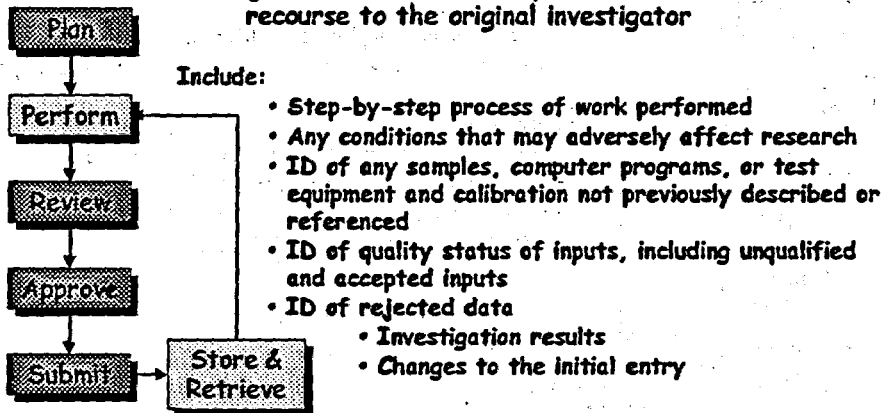 recourse to the original investigator
Plan
Perform
Review
Approve
Submit
Store &
Retrieve
Include:
• Step-by-step process of work performed
• Any conditions that may adversely affect research
• ID of any samples, computer programs, or test
equipment and calibration not previously described or
referenced
• ID of quality status of inputs, including unqualified
and accepted inputs
• ID of rejected data
• Investigation results
• Changes to the initial entry